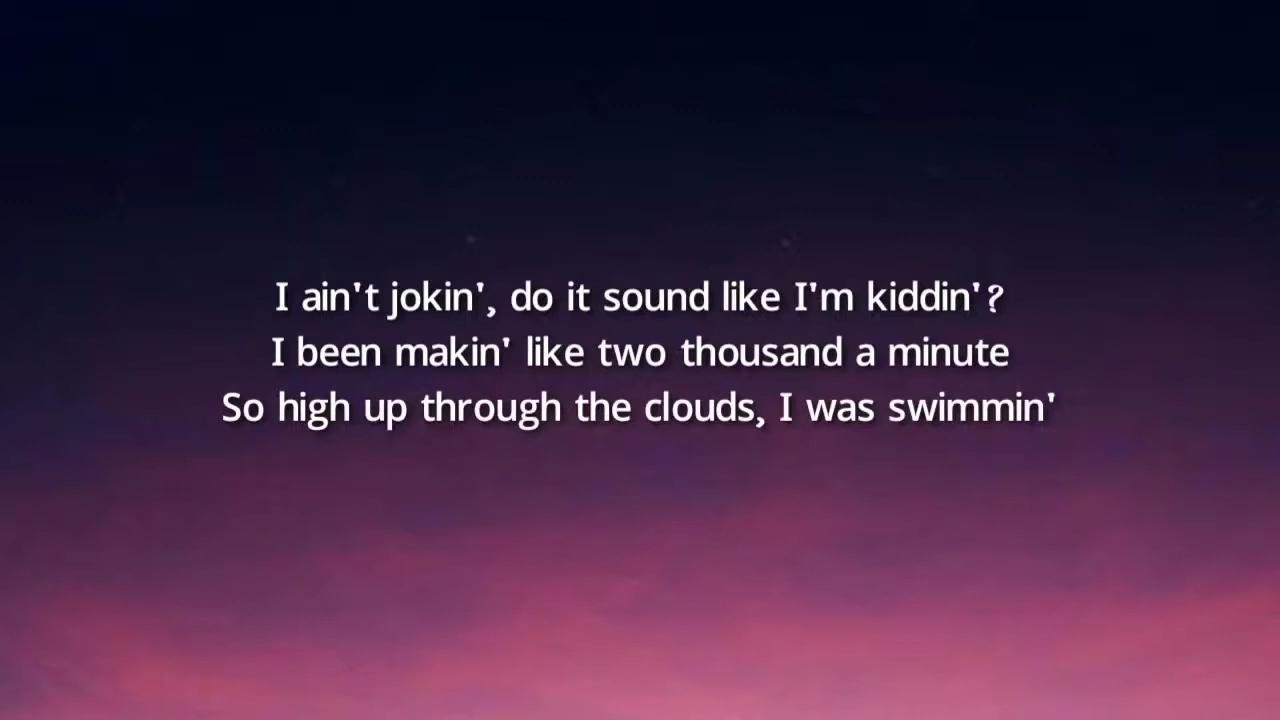 I ain't jokin', do it sound like I'm kiddin'?
I been makin' like two thousand a minute
So high up through the clouds, I was swimmin'